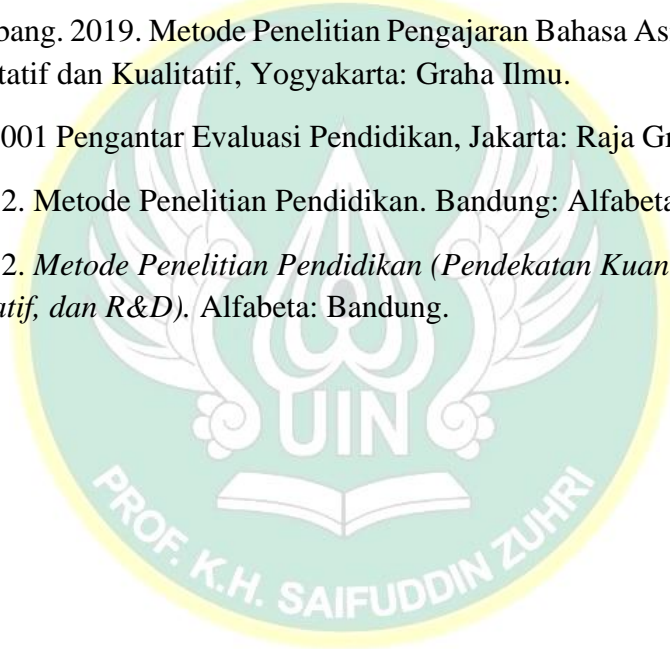 bang. 2019. Metode Penelitian Pengajaran Bahasa As
tatif dan Kualitatif, Yogyakarta: Graha Ilmu.
001 Pengantar Evaluasi Pendidikan, Jakarta: Raja Gr
2. Metode Penelitian Pendidikan. Bandung: Alfabeta
2. Metode Penelitian Pendidikan (Pendekatan Kuan
atif, dan R&D). Alfabeta: Bandung.
UIN
PROF. K.H. SAIFUDDIN ZUHRI